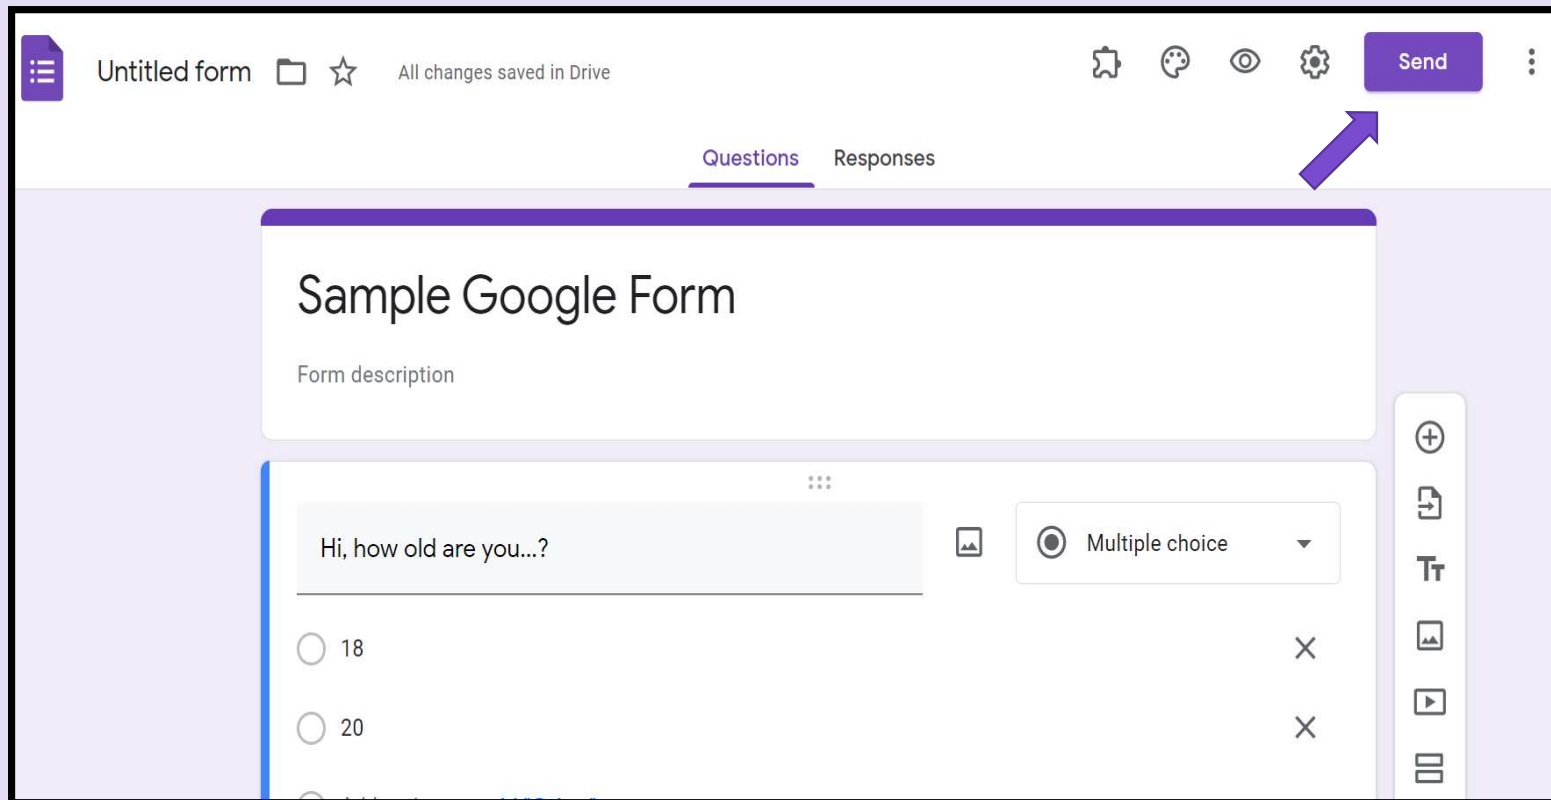 Untitled form
All changes saved in Drive
Send
Questions Responses
Sample Google Form
Form description
Hi, how old are you...?
Multiple choice
18
20